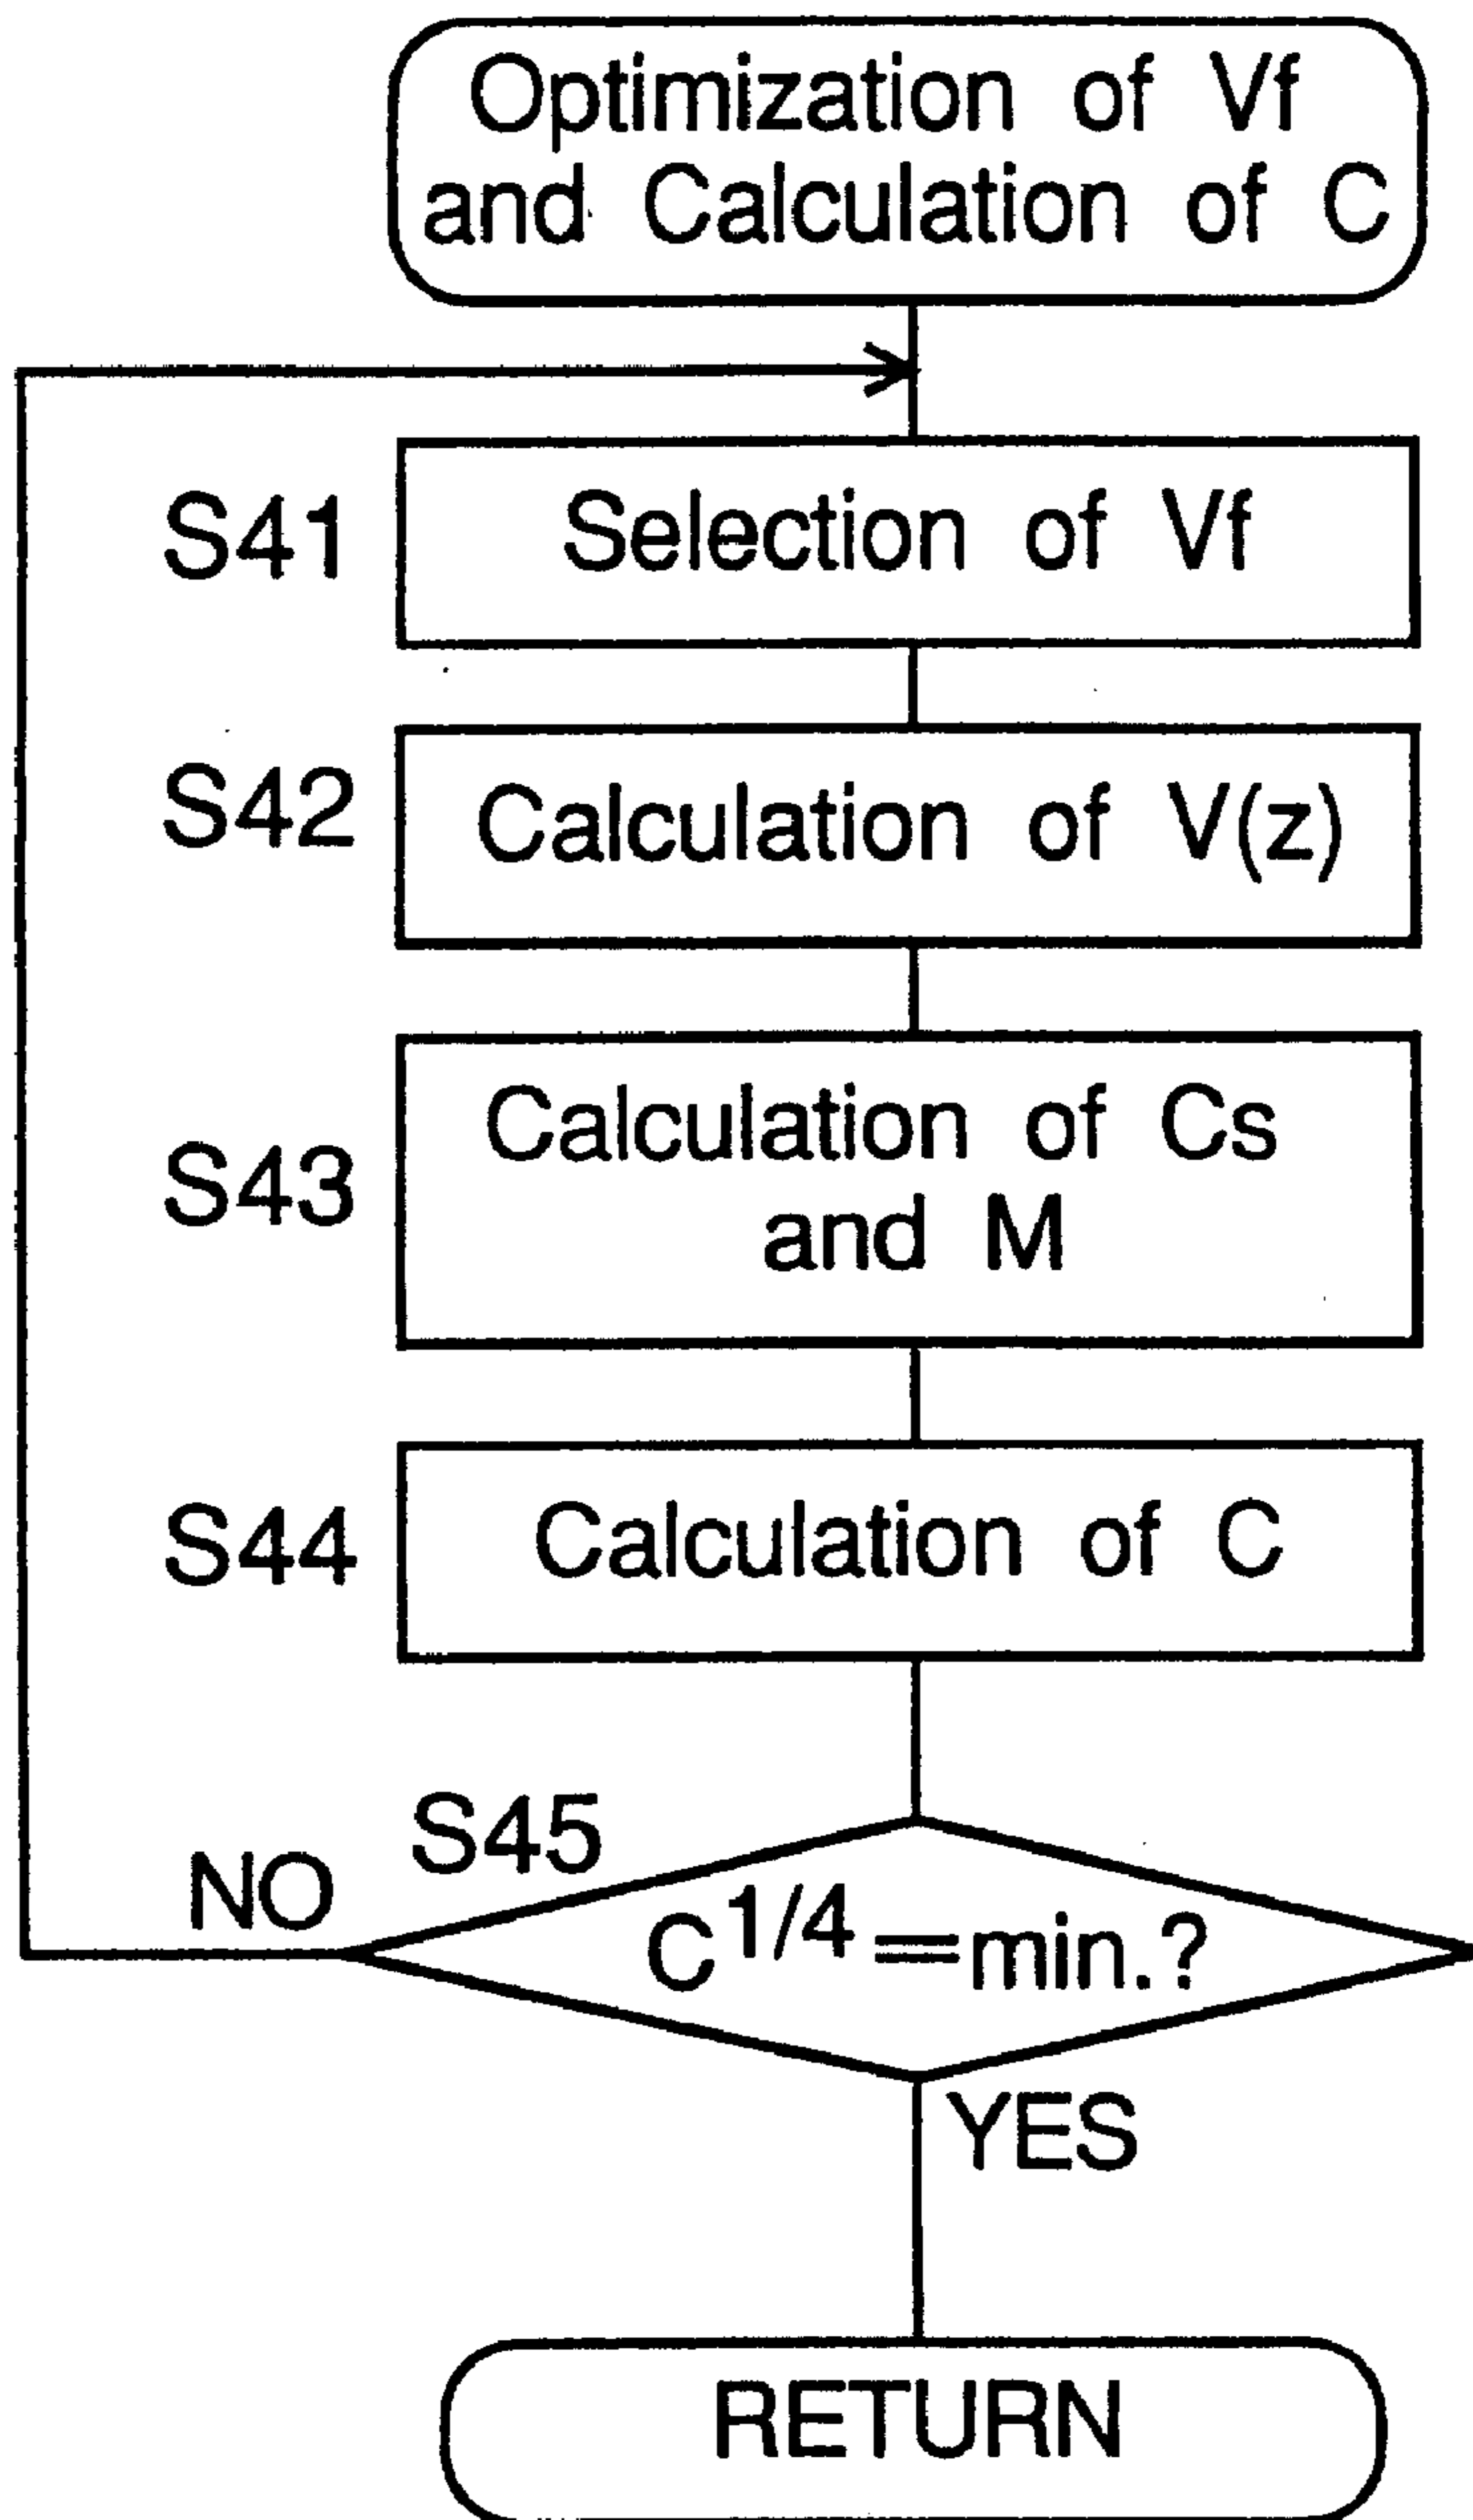 Optimization of Vf
and Calculation of C
S41
Selection of Vf
S42
Calculation of V(z)
S43
Calculation of Cs
and M
S44
Calculation of C
S45
NO
C^1/4=min.?
YES
RETURN